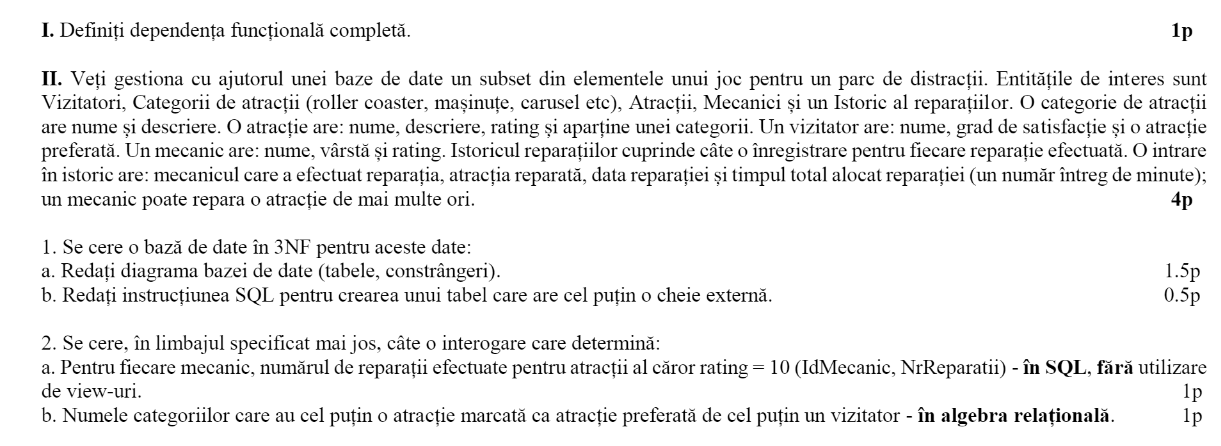 I. Definiți dependența funcțională completă. 1p
II. Veți gestiona cu ajutorul unei baze de date un subset din elementele unui joc pentru un parc de distracții. Entitățile de interes sunt
Vizitatori, Categorii de atracții (roller coaster, mașinuțe, carusel etc), Atracții, Mecanici și un Istoric al reparațiilor. O categorie de atracții
are nume și descriere. O atracție are: nume, descriere, rating și aparține unei categorii. Un vizitator are: nume, grad de satisfacție și o atracție
preferată. Un mecanic are: nume, vârstă și rating. Istoricul reparațiilor cuprinde câte o înregistrare pentru fiecare reparație efectuată. O intrare
în istoric are: mecanicul care a efectuat reparația, atracția reparată, data reparației și timpul total alocat reparației (un număr întreg de minute);
un mecanic poate repara o atracție de mai multe ori. 4p
1. Se cere o bază de date în 3NF pentru aceste date:
a. Redați diagrama bazei de date (tabele, constrângeri). 1.5p
b. Redați instrucțiunea SQL pentru crearea unui tabel care are cel puțin o cheie externă. 0.5p
2. Se cere, în limbajul specificat mai jos, câte o interogare care determină:
a. Pentru fiecare mecanic, numărul de reparații efectuate pentru atracții al căror rating = 10 (IdMecanic, NrReparatii) - în SQL, fără utilizare
de view-uri. 1p
b. Numele categoriilor care au cel puțin o atracție marcată ca atracție preferată de cel puțin un vizitator - în algebra relațională. 1p